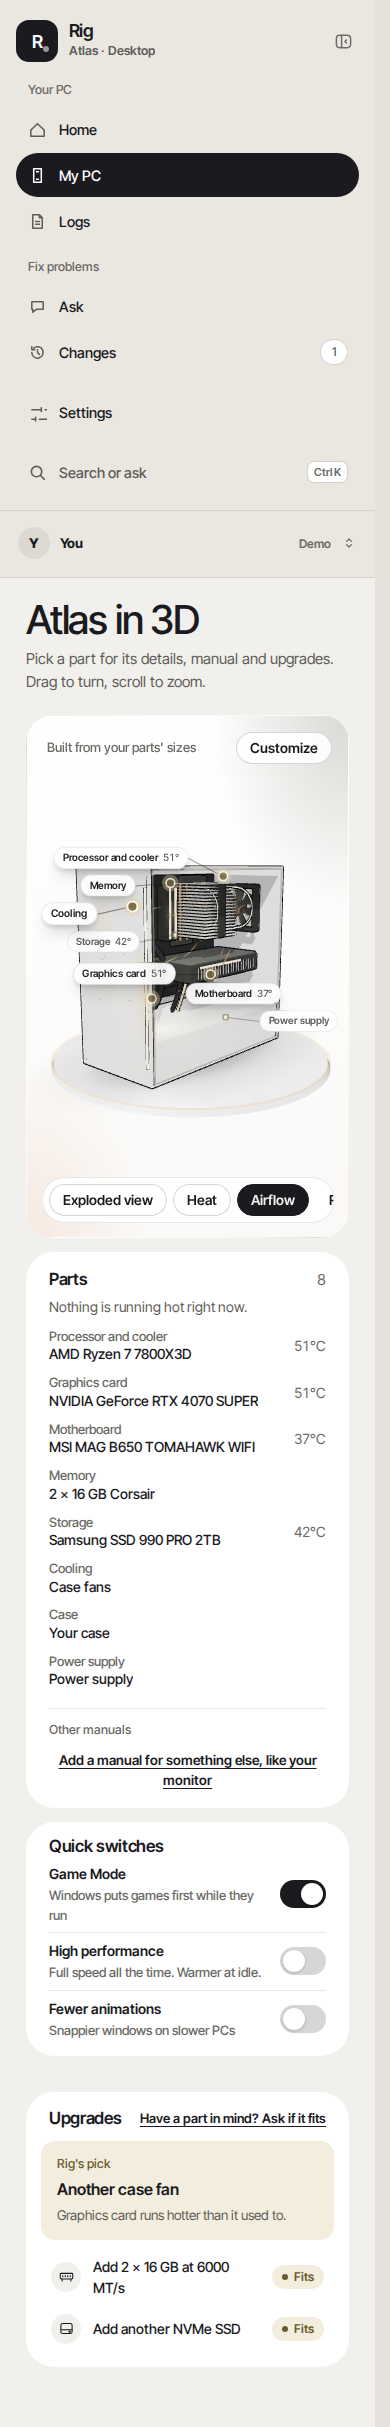 R
Rig
Atlas · Desktop
Your PC
Home
My PC
Logs
Fix problems
Ask
Changes 1
Settings
Search or ask Ctrl K
Y You Demo
Atlas in 3D
Pick a part for its details, manual and upgrades.
Drag to turn, scroll to zoom.
Built from your parts' sizes Customize
Processor and cooler 51°
Memory
Cooling
Storage 42°
Graphics card 51°
Motherboard 37°
Power supply
Exploded view Heat Airflow
Parts 8
Nothing is running hot right now.
Processor and cooler
AMD Ryzen 7 7800X3D 51°C
Graphics card
NVIDIA GeForce RTX 4070 SUPER 51°C
Motherboard
MSI MAG B650 TOMAHAWK WIFI 37°C
Memory
2 × 16 GB Corsair
Storage
Samsung SSD 990 PRO 2TB 42°C
Cooling
Case fans
Case
Your case
Power supply
Power supply
Other manuals
Add a manual for something else, like your
monitor
Quick switches
Game Mode
Windows puts games first while they
run
High performance
Full speed all the time. Warmer at idle.
Fewer animations
Snappier windows on slower PCs
Upgrades Have a part in mind? Ask if it fits
Rig's pick
Another case fan
Graphics card runs hotter than it used to.
Add 2 × 16 GB at 6000
MT/s Fits
Add another NVMe SSD Fits